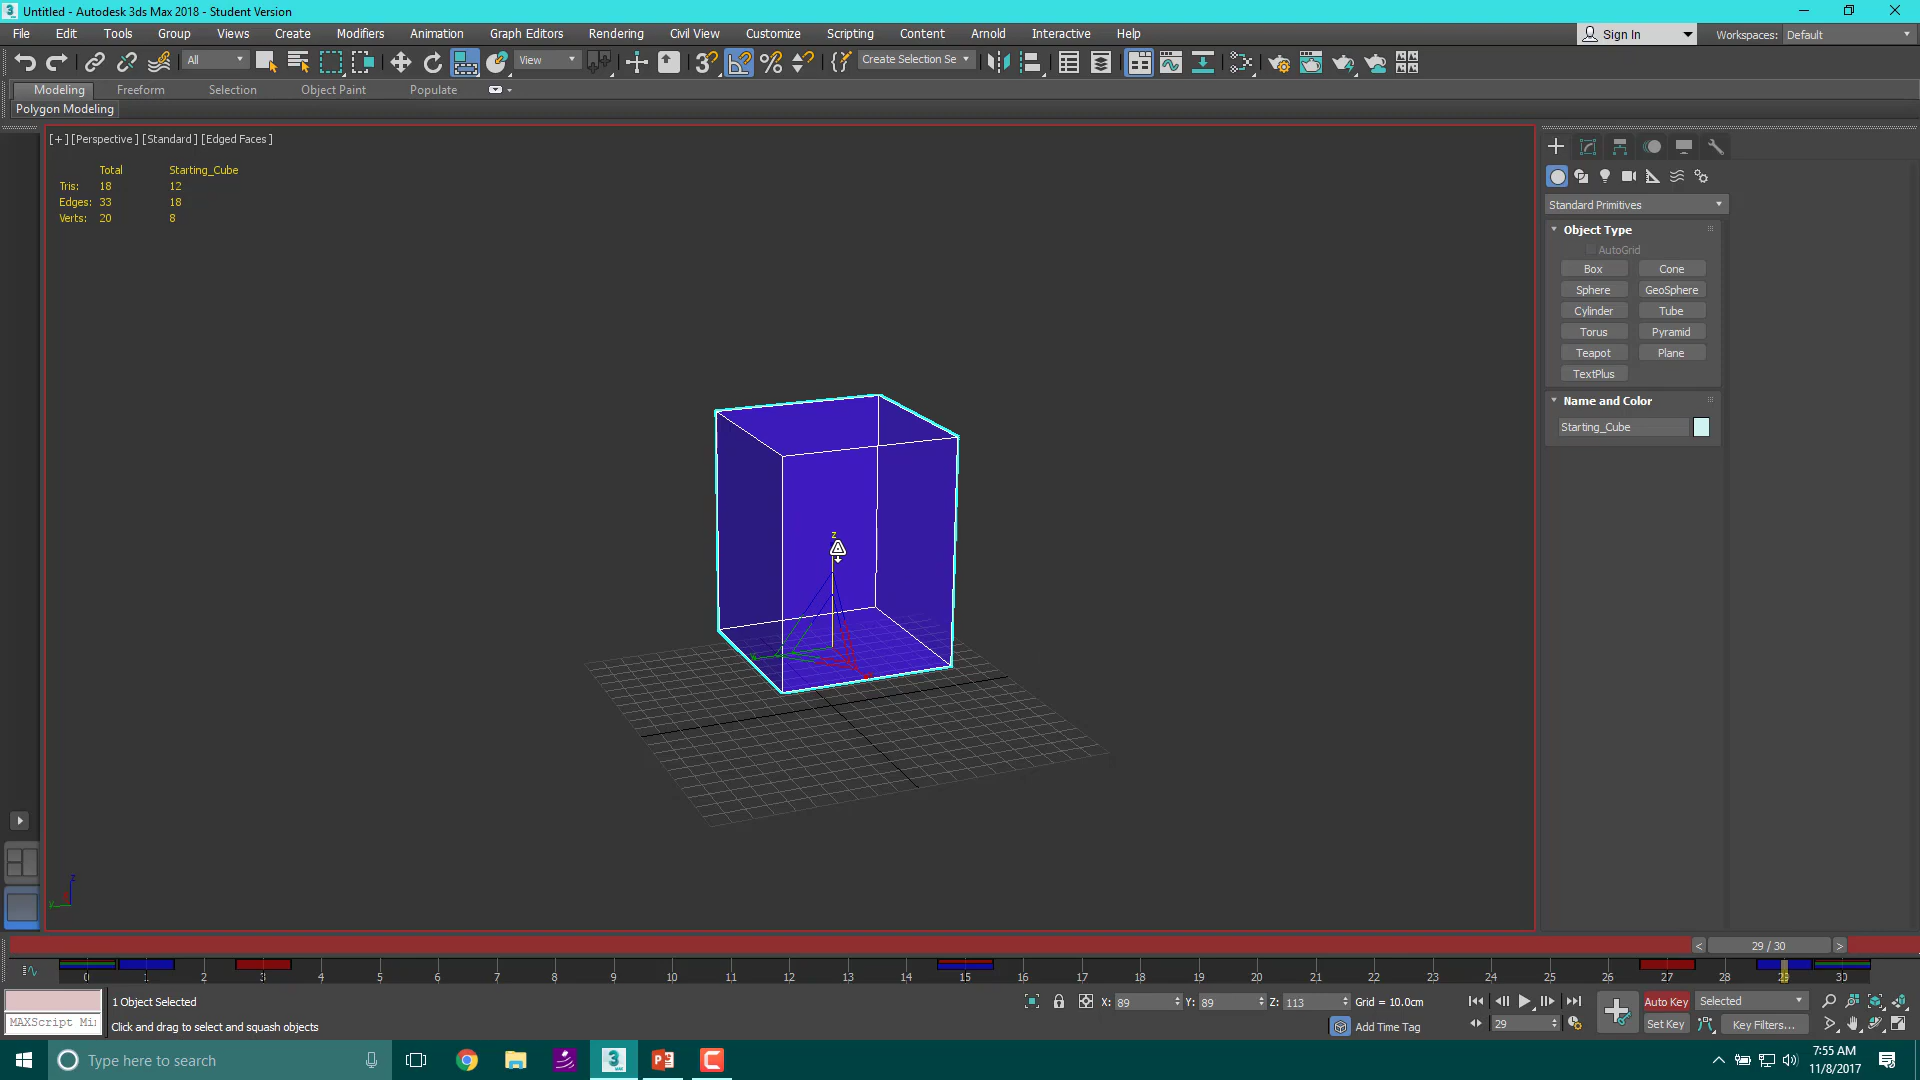 Untitled - Autodesk 3ds Max 2018 - Student Version
File Edit Tools Group Views Create Modifiers Animation Graph Editors Rendering Civil View Customize Scripting Content Arnold Interactive Help
Sign In
Workspaces: Default
All
View
Create Selection Se
Modeling Freeform Selection Object Paint Populate
Polygon Modeling
[+] [Perspective] [Standard] [Edged Faces]
Total Starting_Cube
Tris: 18 12
Edges: 33 18
Verts: 20 8
Standard Primitives
Object Type
AutoGrid
Box Cone
Sphere GeoSphere
Cylinder Tube
Torus Pyramid
Teapot Plane
TextPlus
Name and Color
Starting_Cube
z
z
y
< 29 / 30 >
0 1 2 3 4 5 6 7 8 9 10 11 12 13 14 15 16 17 18 19 20 21 22 23 24 25 26 27 28 29 30
1 Object Selected
X: 89 Y: 89 Z: 113 Grid = 10.0cm
Auto Key Selected
MAXScript Mi
Click and drag to select and squash objects
Add Time Tag
29
Set Key
Key Filters...
Type here to search
7:55 AM
11/8/2017